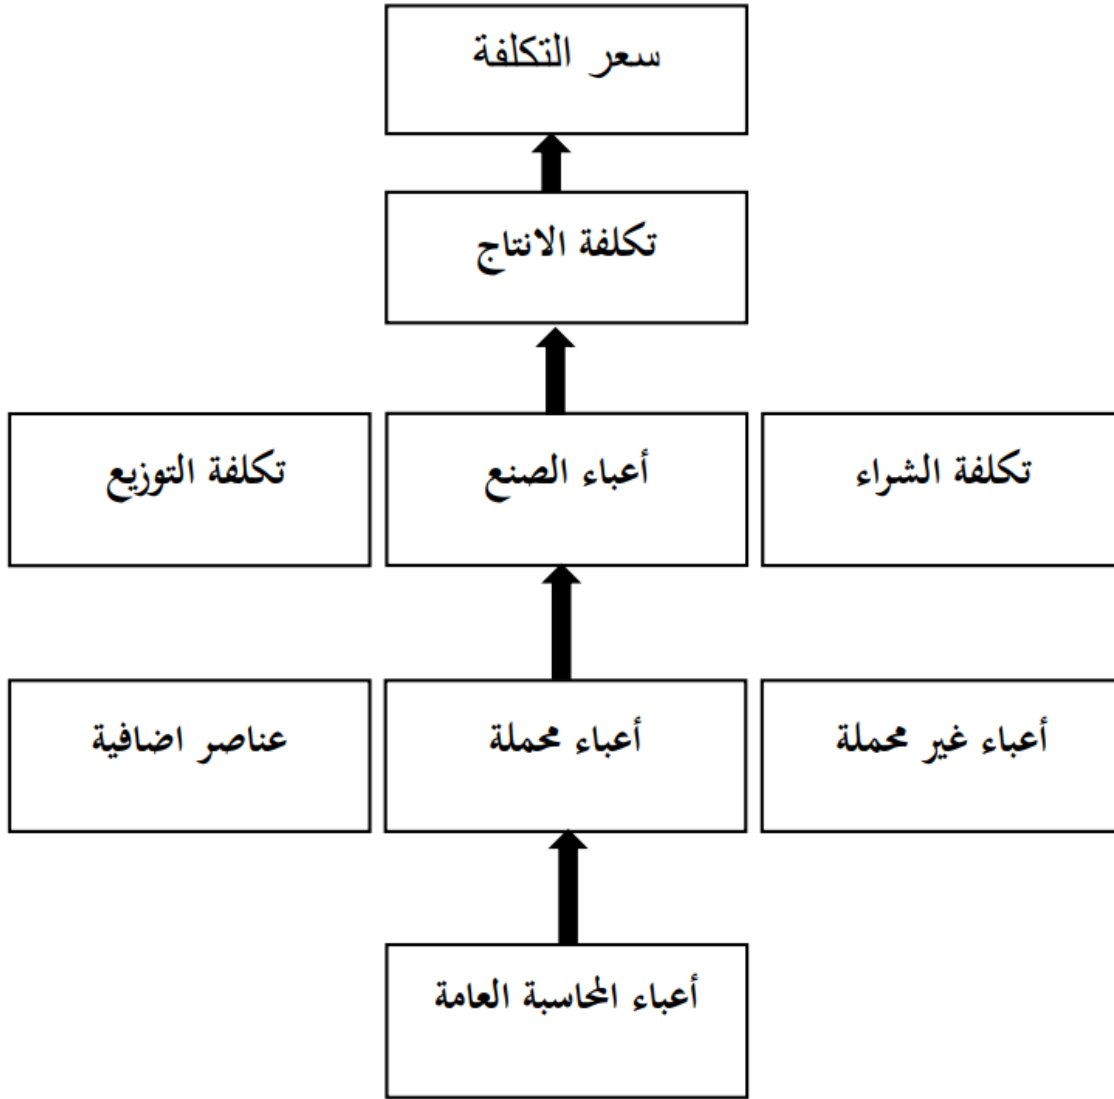 سعر التكلفة
تكلفة الانتاج
تكلفة الشراء
أعباء الصنع
تكلفة التوزيع
أعباء غير محملة
أعباء محملة
عناصر اضافية
أعباء المحاسبة العامة